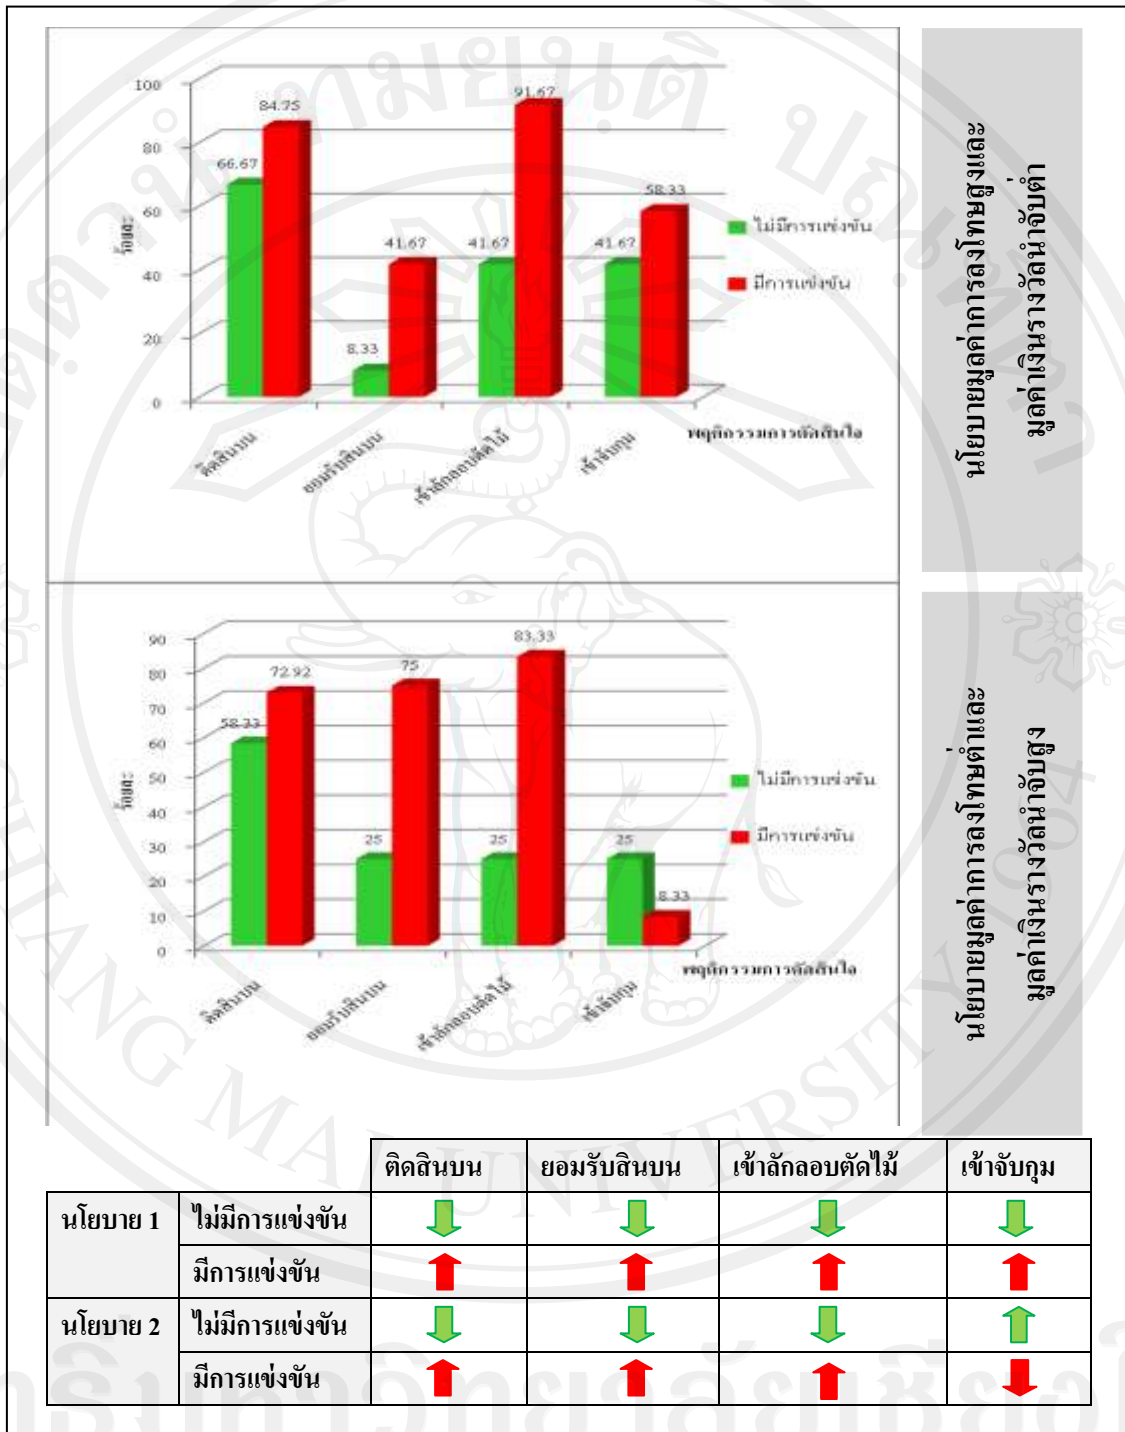 100
80
60
40
20
0
ร้อยละ
66.67
84.75
8.33
41.67
41.67
91.67
41.67
58.33
ไม่มีการแข่งขัน
มีการแข่งขัน
ติดสินบน
ยอมรับสินบน
เข้าลักลอบตัดไม้
เข้าจับกุม
พฤติกรรมการตัดสินใจ
นโยบายมูลค่าการลงโทษสูงและ
มูลค่าเงินรางวัลนำจับต่ำ
90
80
70
60
50
40
30
20
10
0
ร้อยละ
58.33
72.92
25
75
25
83.33
25
8.33
ไม่มีการแข่งขัน
มีการแข่งขัน
ติดสินบน
ยอมรับสินบน
เข้าลักลอบตัดไม้
เข้าจับกุม
พฤติกรรมการตัดสินใจ
นโยบายมูลค่าการลงโทษต่ำและ
มูลค่าเงินรางวัลนำจับสูง
ติดสินบน ยอมรับสินบน เข้าลักลอบตัดไม้ เข้าจับกุม
นโยบาย 1 ไม่มีการแข่งขัน
มีการแข่งขัน
นโยบาย 2 ไม่มีการแข่งขัน
มีการแข่งขัน
CHIANG MAI UNIVERSITY 1964